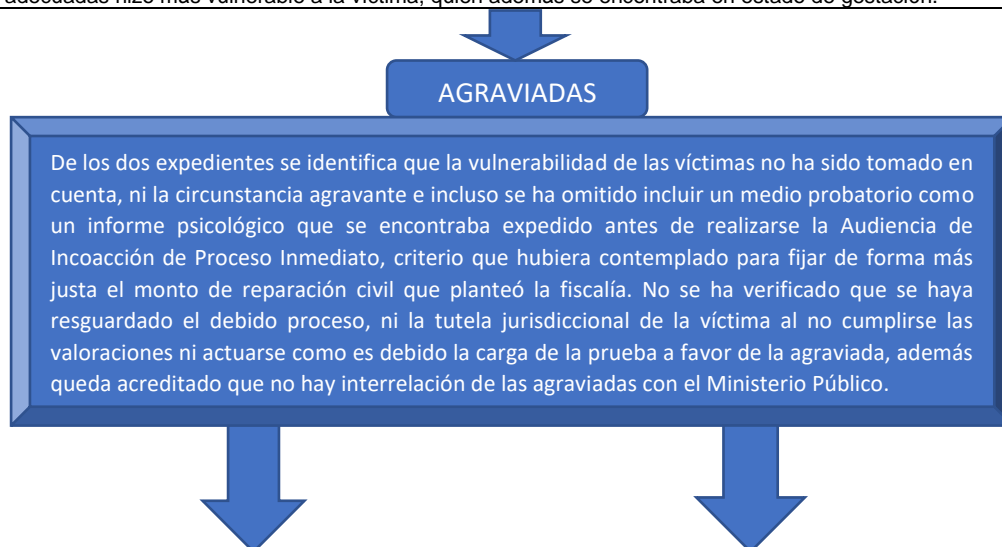 adecuadas hizo más vulnerable a la víctima, quien además se encontraba en estado de gestación.
AGRAVIADAS
De los dos expedientes se identifica que la vulnerabilidad de las víctimas no ha sido tomado en
cuenta, ni la circunstancia agravante e incluso se ha omitido incluir un medio probatorio como
un informe psicológico que se encontraba expedido antes de realizarse la Audiencia de
Incoacción de Proceso Inmediato, criterio que hubiera contemplado para fijar de forma más
justa el monto de reparación civil que planteó la fiscalía. No se ha verificado que se haya
resguardado el debido proceso, ni la tutela jurisdiccional de la víctima al no cumplirse las
valoraciones ni actuarse como es debido la carga de la prueba a favor de la agraviada, además
queda acreditado que no hay interrelación de las agraviadas con el Ministerio Público.